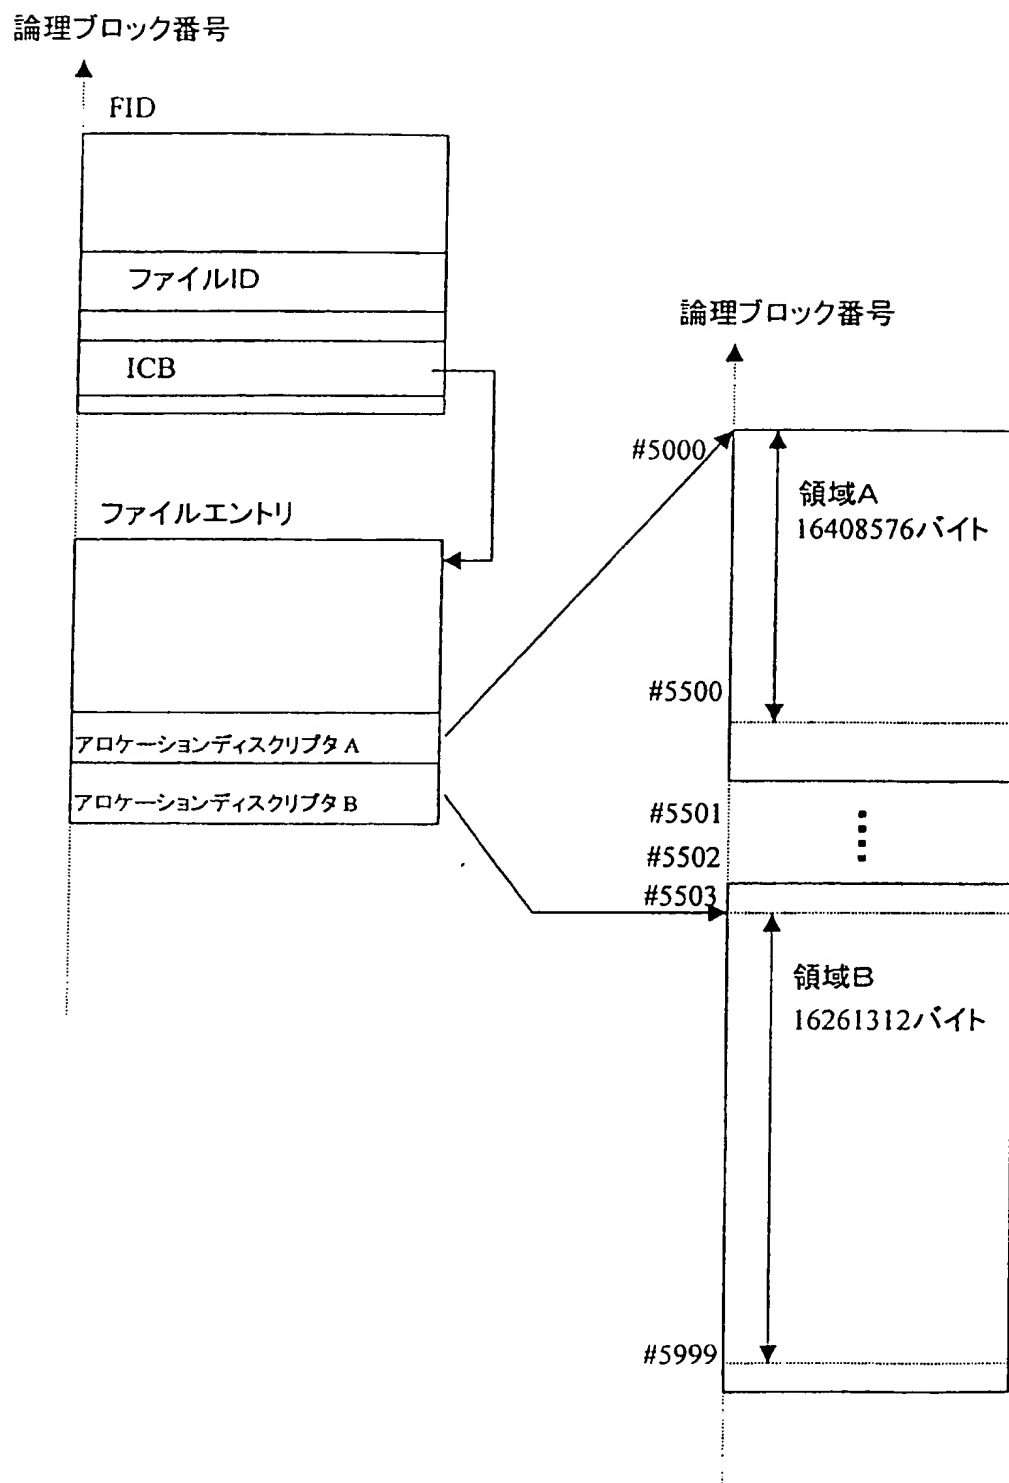 論理ブロック番号
FID
ファイルID
ICB
ファイルエントリ
アロケーションディスクリプタ A
アロケーションディスクリプタ B
論理ブロック番号
#5000
領域A
16408576バイト
#5500
#5501
#5502
#5503
領域B
16261312バイト
#5999